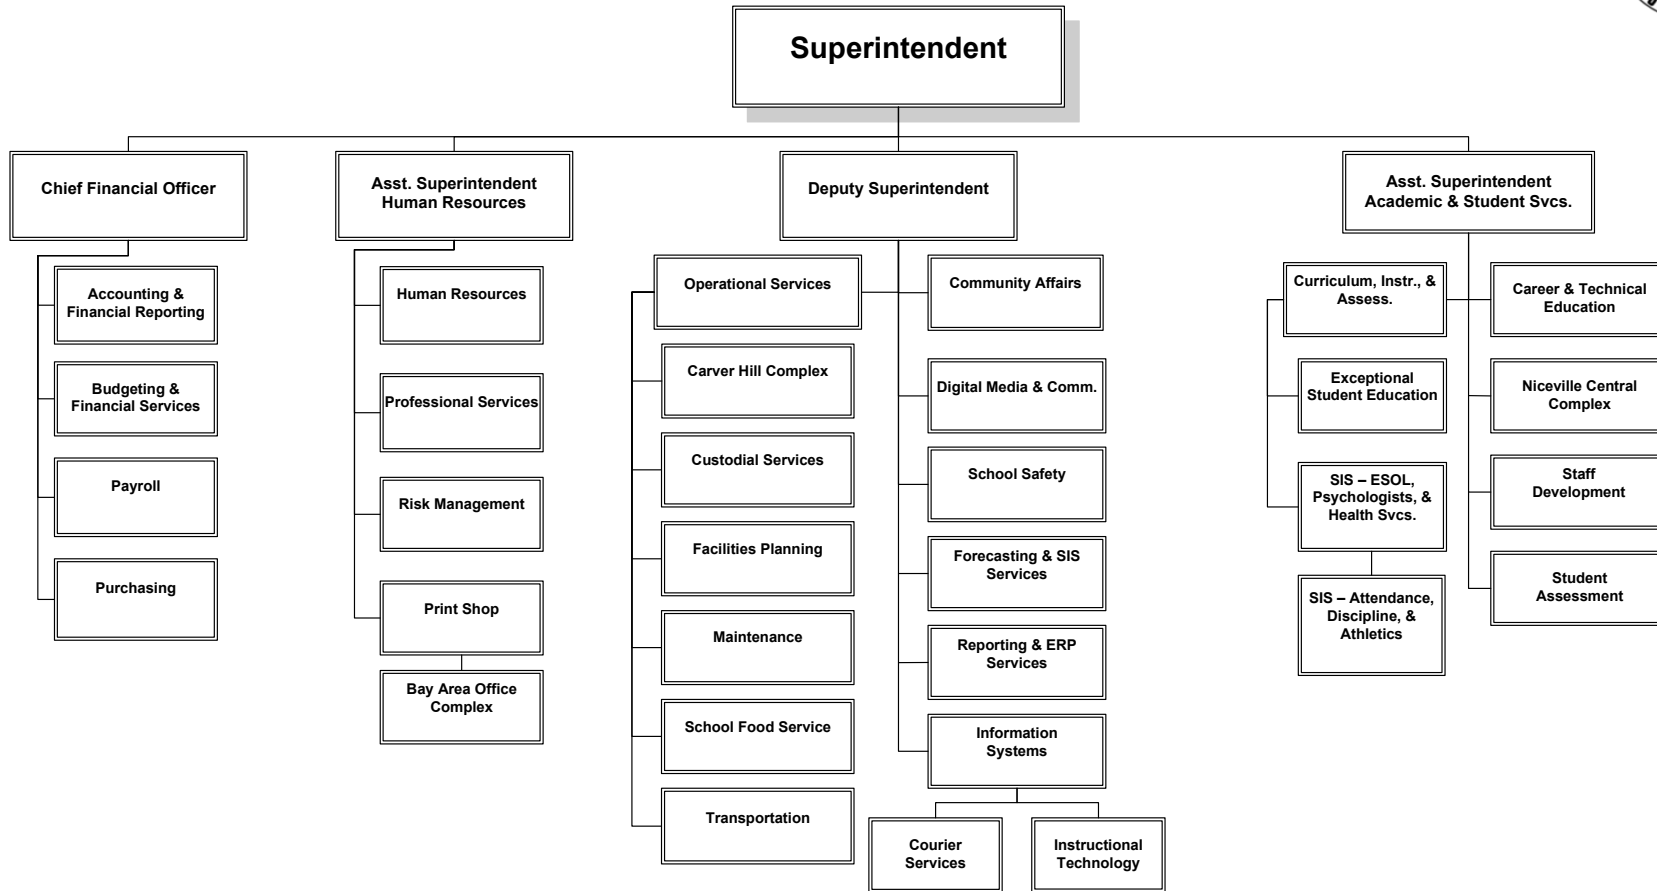 Superintendent
Chief Financial Officer
Asst. Superintendent
Human Resources
Deputy Superintendent
Asst. Superintendent
Academic & Student Svcs.
Accounting &
Financial Reporting
Budgeting &
Financial Services
Payroll
Purchasing
Human Resources
Professional Services
Risk Management
Print Shop
Bay Area Office
Complex
Operational Services
Carver Hill Complex
Custodial Services
Facilities Planning
Maintenance
School Food Service
Transportation
Community Affairs
Digital Media & Comm.
School Safety
Forecasting & SIS
Services
Reporting & ERP
Services
Information
Systems
Courier
Services
Instructional
Technology
Curriculum, Instr., &
Assess.
Exceptional
Student Education
SIS – ESOL,
Psychologists, &
Health Svcs.
SIS – Attendance,
Discipline, &
Athletics
Career & Technical
Education
Niceville Central
Complex
Staff
Development
Student
Assessment